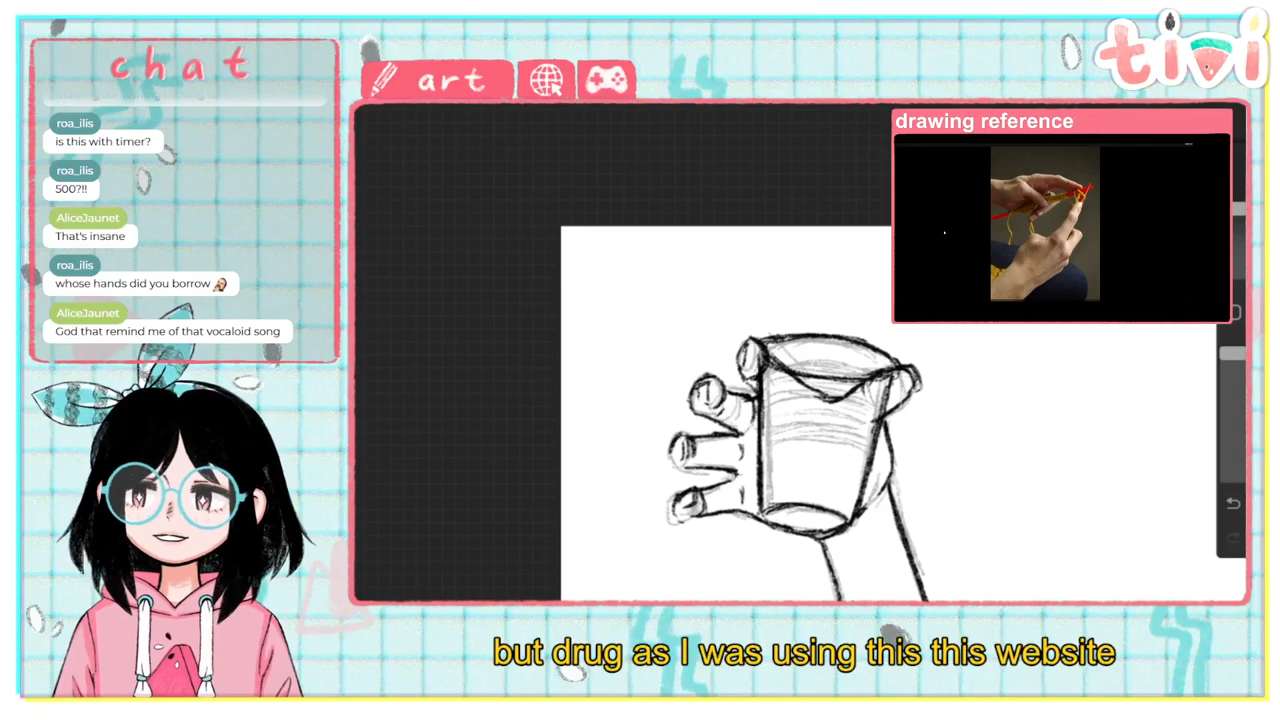 chat
roa_ilis
is this with timer?
roa_ilis
500?!!
AliceJaunet
That's insane
roa_ilis
whose hands did you borrow
AliceJaunet
God that remind me of that vocaloid song
art
tivi
drawing reference
but drug as I was using this this website